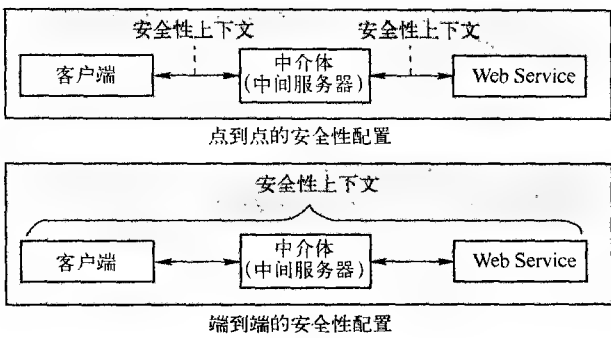 安全性上下文 安全性上下文
客户端
中介体
(中间服务器)
Web Service
点到点的安全性配置
安全性上下文
客户端
中介体
(中间服务器)
Web Service
端到端的安全性配置